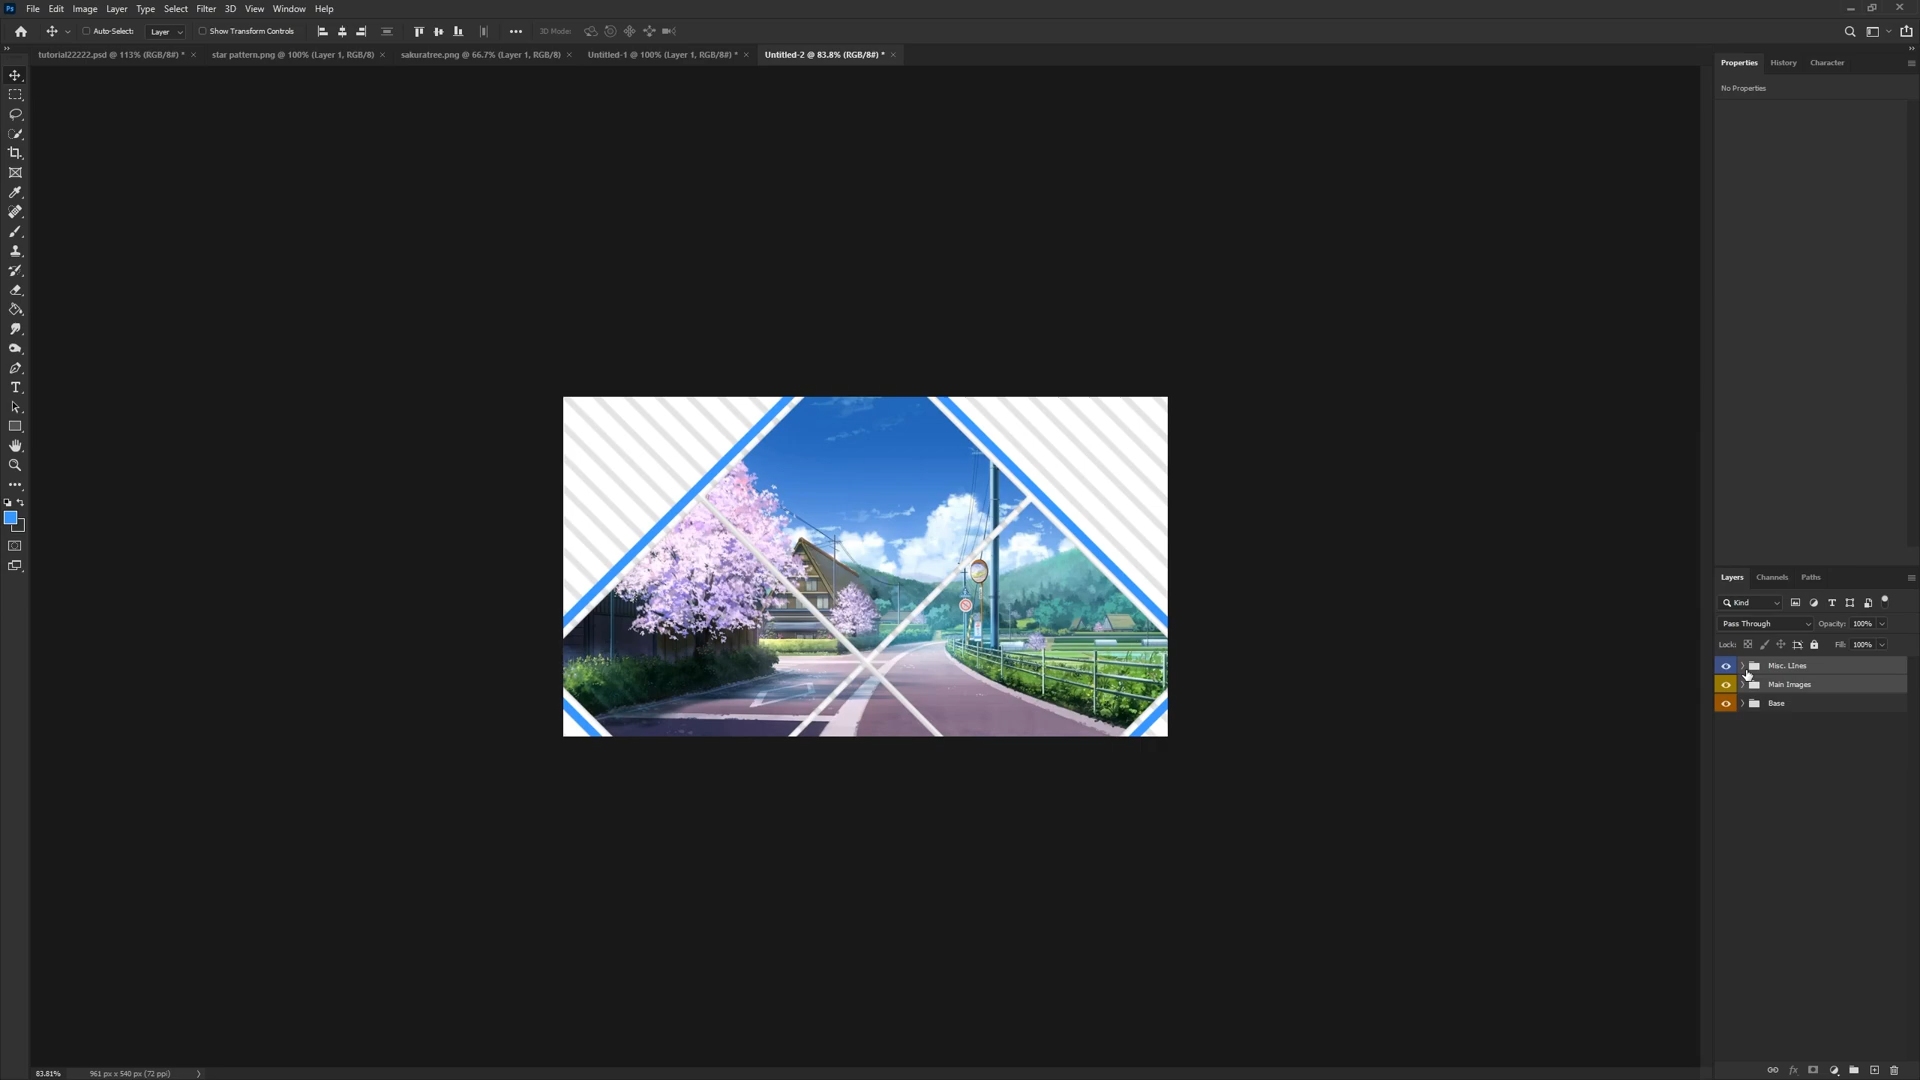 Ps File Edit Image Layer Type Select Filter 3D View Window Help
Auto-Select: Layer Show Transform Controls 3D Mode:
tutorial22222.psd @ 113% (RGB/8#) * × star pattern.png @ 100% (Layer 1, RGB/8) × sakuratree.png @ 66.7% (Layer 1, RGB/8) × Untitled-1 @ 100% (Layer 1, RGB/8#) * × Untitled-2 @ 83.8% (RGB/8#) * ×
Properties History Character
No Properties
Layers Channels Paths
Kind
Pass Through Opacity: 100%
Lock: Fill: 100%
Misc. LInes
Main Images
Base
83.81% 961 px x 540 px (72 ppi)